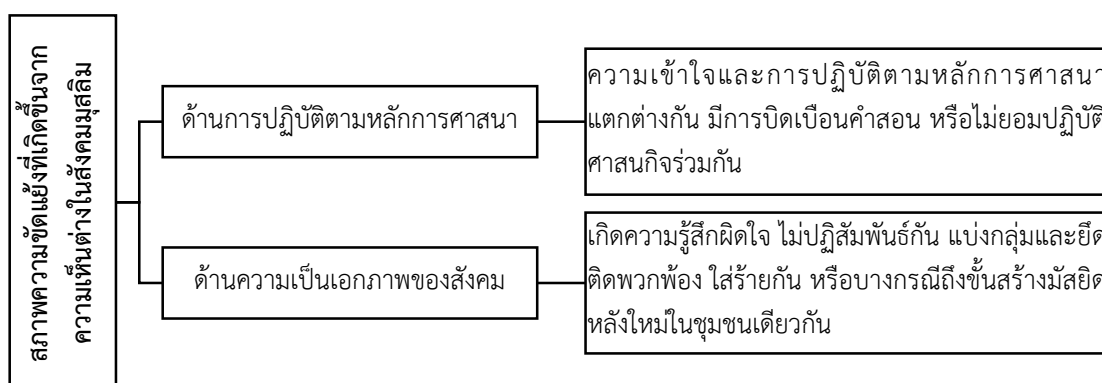 สภาพความขัดแย้งที่เกิดขึ้นจาก
ความเห็นต่างในสังคมมุสลิม
ด้านการปฏิบัติตามหลักการศาสนา
ความเข้าใจและการปฏิบัติตามหลักการศาสนา
แตกต่างกัน มีการบิดเบือนคำสอน หรือไม่ยอมปฏิบัติ
ศาสนกิจร่วมกัน
ด้านความเป็นเอกภาพของสังคม
เกิดความรู้สึกผิดใจ ไม่ปฏิสัมพันธ์กัน แบ่งกลุ่มและยึด
ติดพวกพ้อง ใส่ร้ายกัน หรือบางกรณีถึงขั้นสร้างมัสยิด
หลังใหม่ในชุมชนเดียวกัน